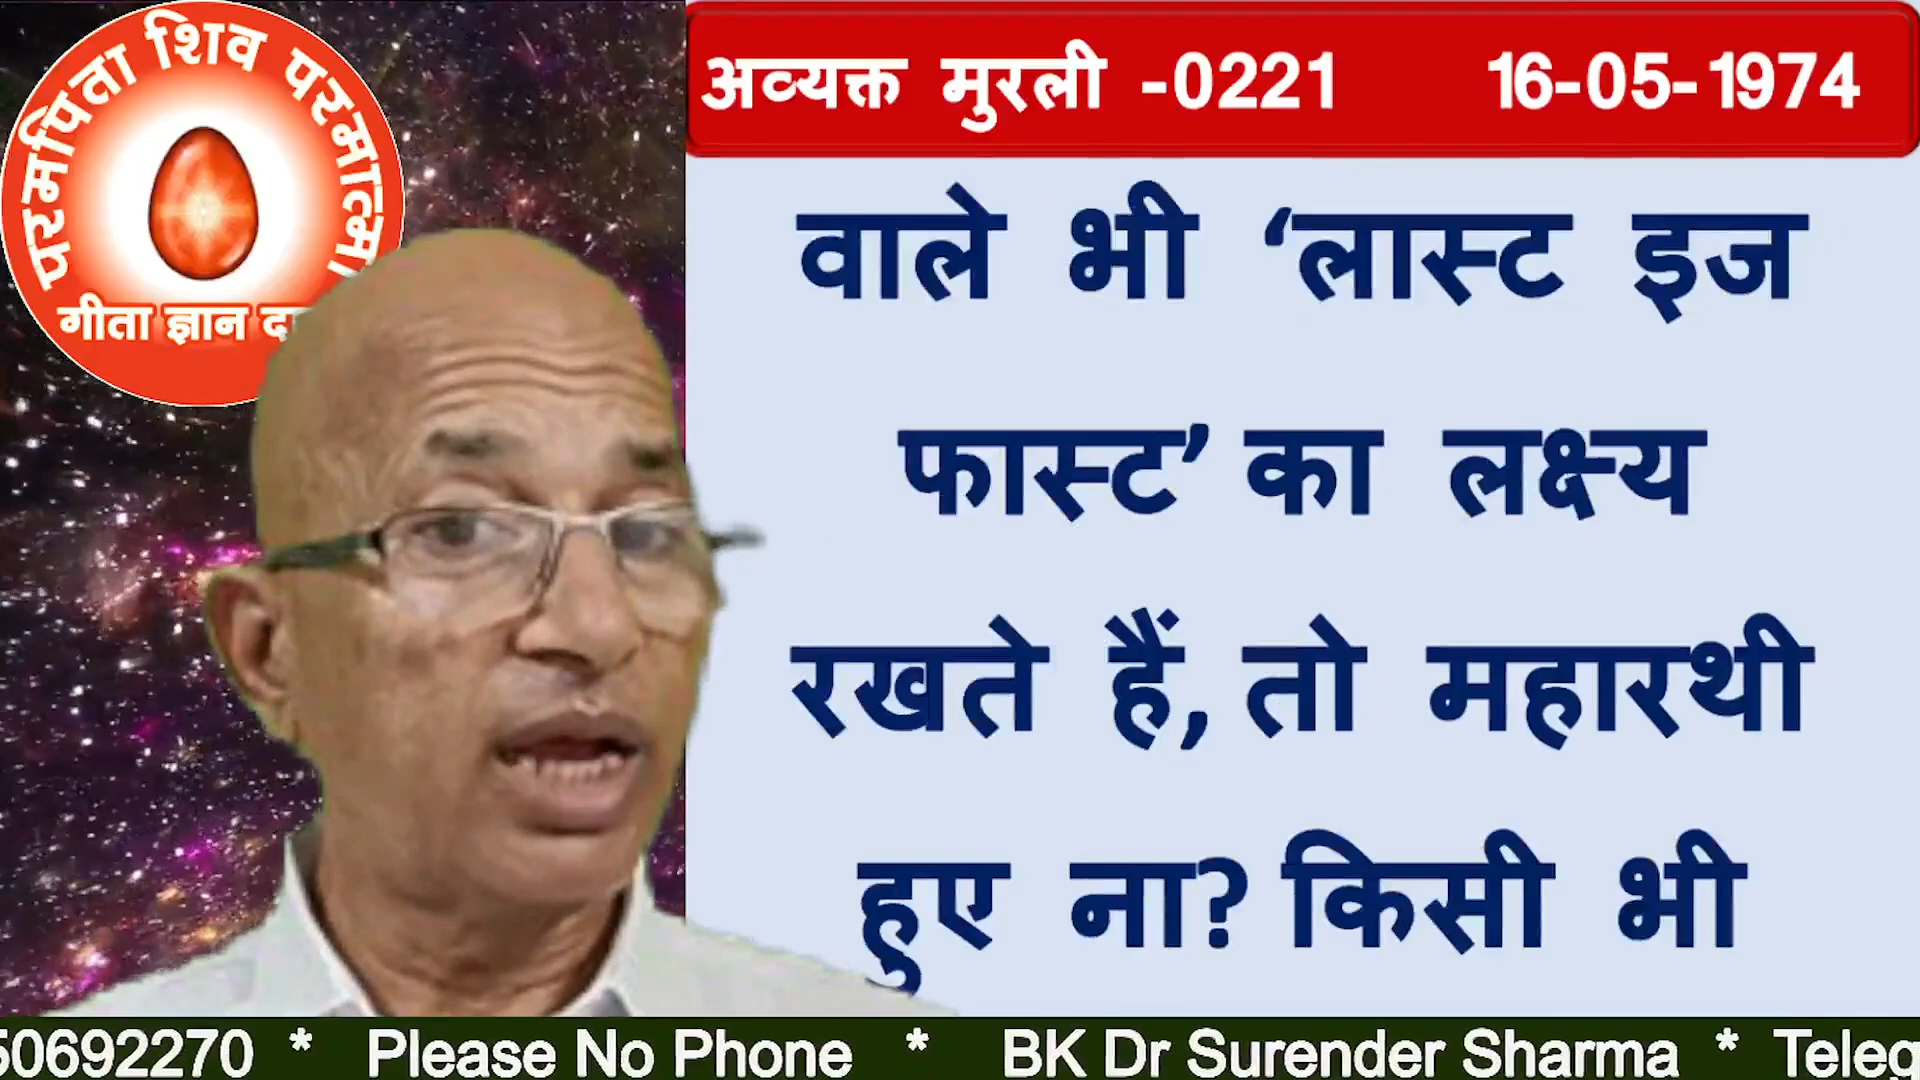 परमपिता शिव परमात्मा
गीता ज्ञान
अव्यक्त मुरली -0221 16-05-1974
वाले भी ‘लास्ट इज
फास्ट’ का लक्ष्य
रखते हैं, तो महारथी
हुए ना? किसी भी
50692270 * Please No Phone * BK Dr Surender Sharma * Teleg